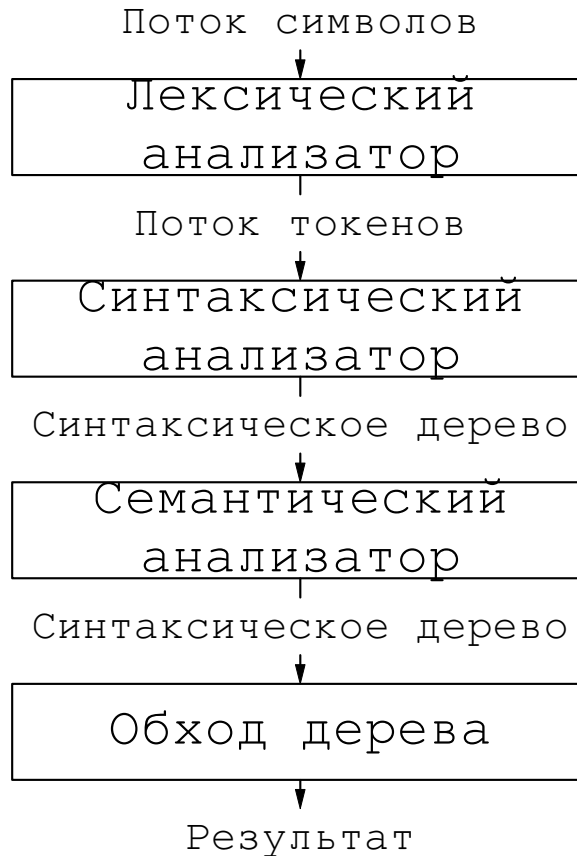 Поток символов
Лексический
анализатор
Поток токенов
Синтаксический
анализатор
Синтаксическое дерево
Семантический
анализатор
Синтаксическое дерево
Обход дерева
Результат